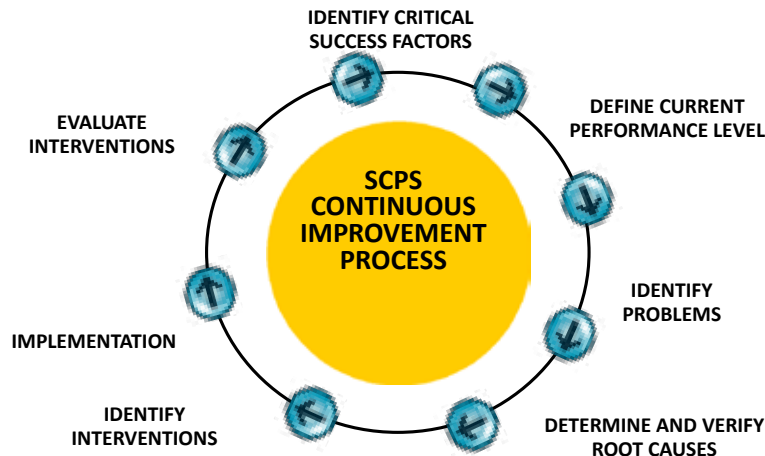 IDENTIFY CRITICAL
SUCCESS FACTORS
DEFINE CURRENT
PERFORMANCE LEVEL
IDENTIFY
PROBLEMS
DETERMINE AND VERIFY
ROOT CAUSES
IDENTIFY
INTERVENTIONS
IMPLEMENTATION
EVALUATE
INTERVENTIONS
SCPS
CONTINUOUS
IMPROVEMENT
PROCESS